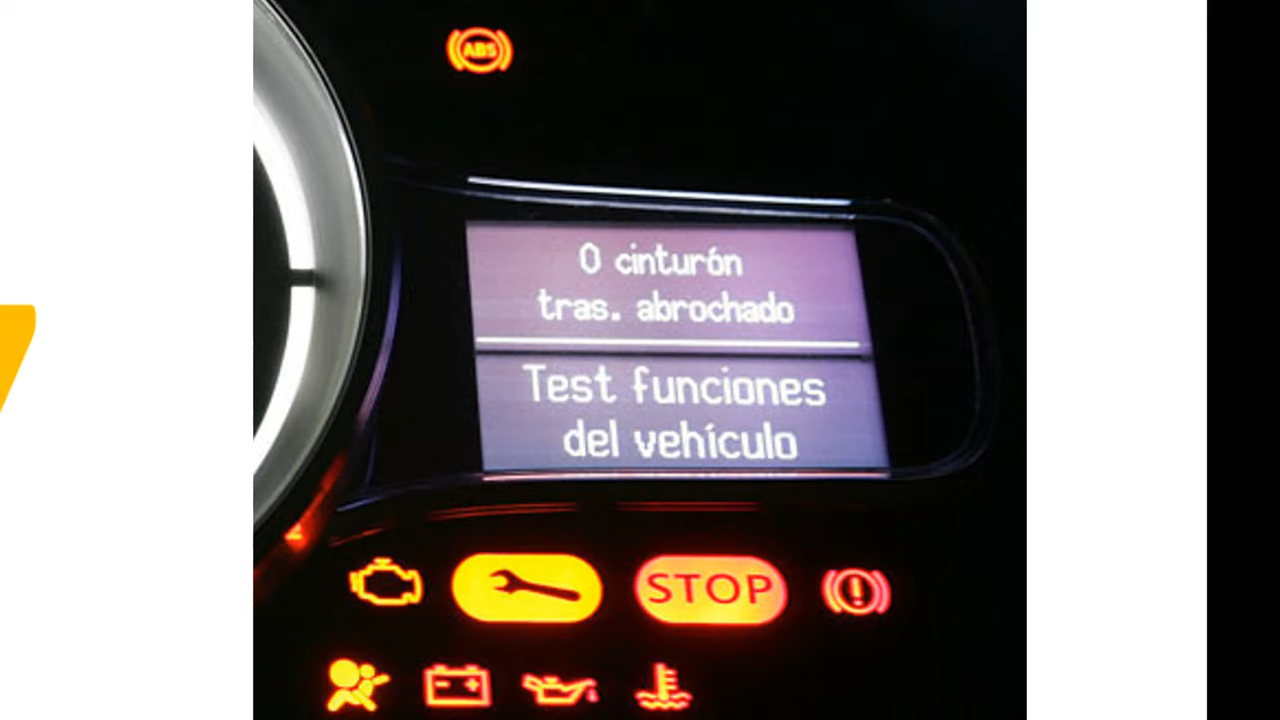 ABS
0 cinturón
tras. abrochado
Test funciones
del vehículo
STOP